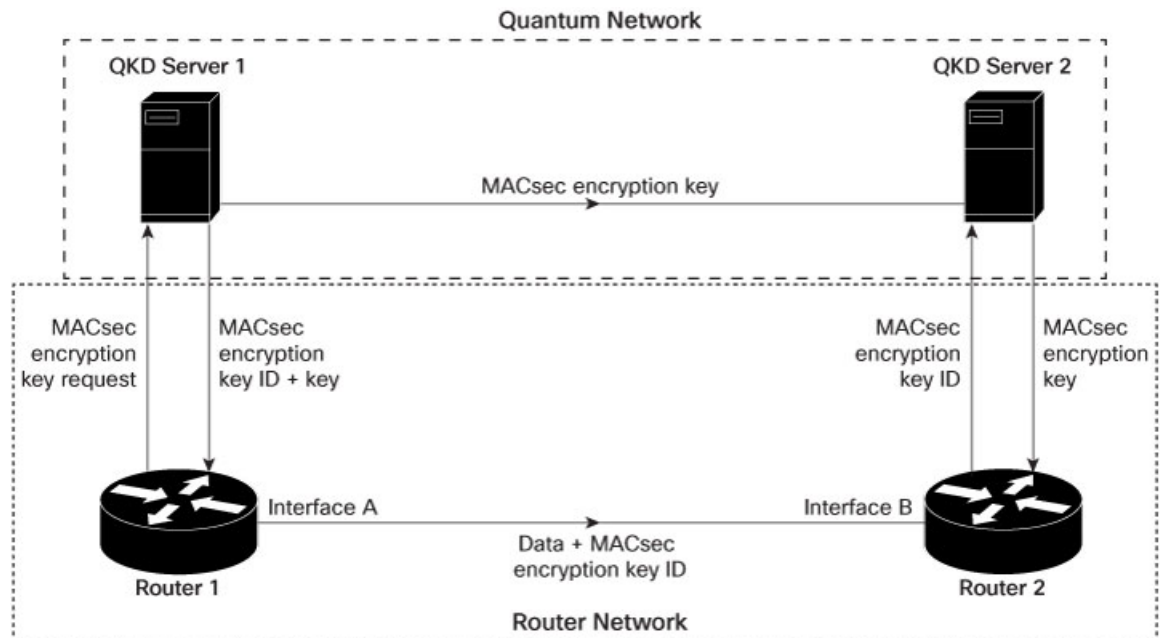 Quantum Network
QKD Server 1
QKD Server 2
MACsec encryption key
MACsec
encryption
key request
MACsec
encryption
key ID + key
MACsec
encryption
key ID
MACsec
encryption
key
Interface A
Interface B
Data + MACsec
encryption key ID
Router 1
Router 2
Router Network